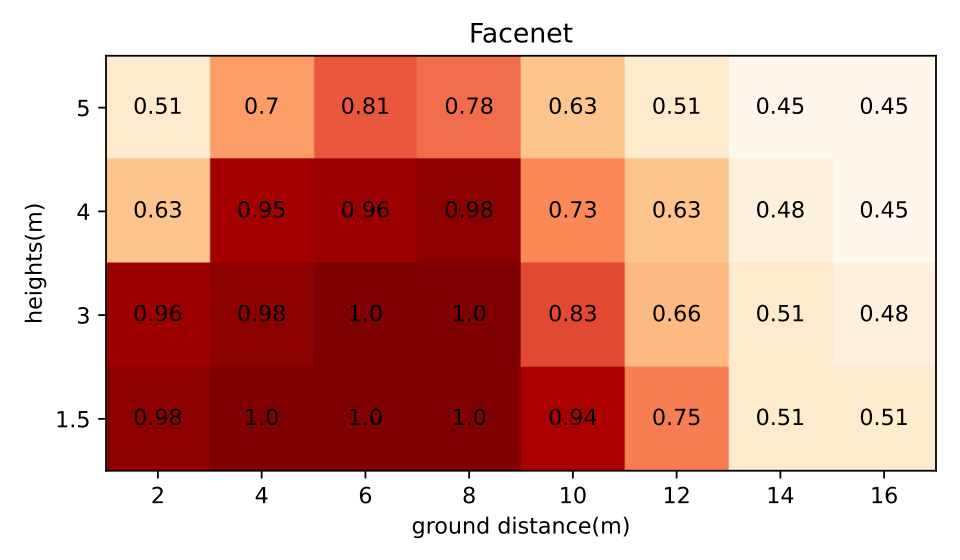 Facenet
5 0.51 0.7 0.81 0.78 0.63 0.51 0.45 0.45
4 0.63 0.95 0.96 0.98 0.73 0.63 0.48 0.45
3 0.96 0.98 1.0 1.0 0.83 0.66 0.51 0.48
1.5 0.98 1.0 1.0 1.0 0.94 0.75 0.51 0.51
2 4 6 8 10 12 14 16
heights(m)
ground distance(m)